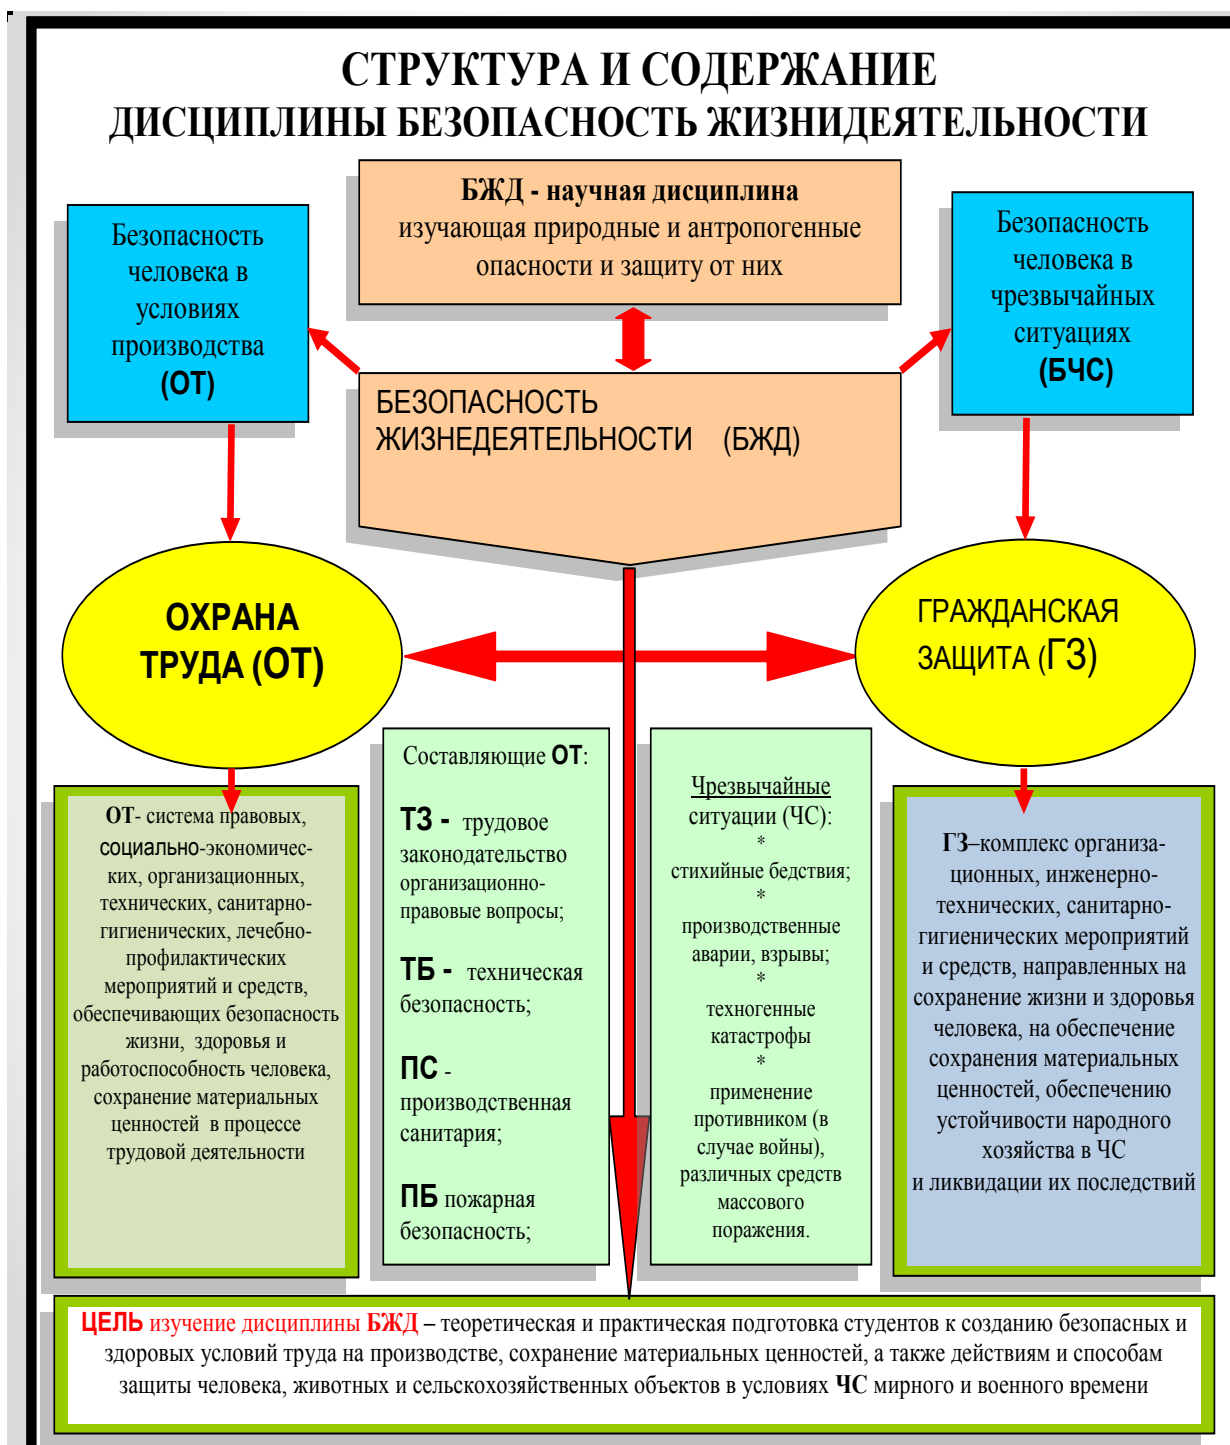 СТРУКТУРА И СОДЕРЖАНИЕ
ДИСЦИПЛИНЫ БЕЗОПАСНОСТЬ ЖИЗНИДЕЯТЕЛЬНОСТИ
БЖД - научная дисциплина
изучающая природные и антропогенные
опасности и защиту от них
Безопасность
человека в
условиях
производства
(ОТ)
Безопасность
человека в
чрезвычайных
ситуациях
(БЧС)
БЕЗОПАСНОСТЬ
ЖИЗНЕДЕЯТЕЛЬНОСТИ (БЖД)
ОХРАНА
ТРУДА (ОТ)
ГРАЖДАНСКАЯ
ЗАЩИТА (ГЗ)
ОТ- система правовых,
социально-экономичес-
ких, организационных,
технических, санитарно-
гигиенических, лечебно-
профилактических
мероприятий и средств,
обеспечивающих безопасность
жизни, здоровья и
работоспособность человека,
сохранение материальных
ценностей в процессе
трудовой деятельности
Составляющие ОТ:
ТЗ - трудовое
законодательство
организационно-
правовые вопросы;
ТБ - техническая
безопасность;
ПС -
производственная
санитария;
ПБ пожарная
безопасность;
Чрезвычайные
ситуации (ЧС):
*
стихийные бедствия;
*
производственные
аварии, взрывы;
*
техногенные
катастрофы
*
применение
противником (в
случае войны),
различных средств
массового
поражения.
ГЗ–комплекс организа-
ционных, инженерно-
технических, санитарно-
гигиенических мероприятий
и средств, направленных на
сохранение жизни и здоровья
человека, на обеспечение
сохранения материальных
ценностей, обеспечению
устойчивости народного
хозяйства в ЧС
и ликвидации их последствий
ЦЕЛЬ изучение дисциплины БЖД – теоретическая и практическая подготовка студентов к созданию безопасных и
здоровых условий труда на производстве, сохранение материальных ценностей, а также действиям и способам
защиты человека, животных и сельскохозяйственных объектов в условиях ЧС мирного и военного времени